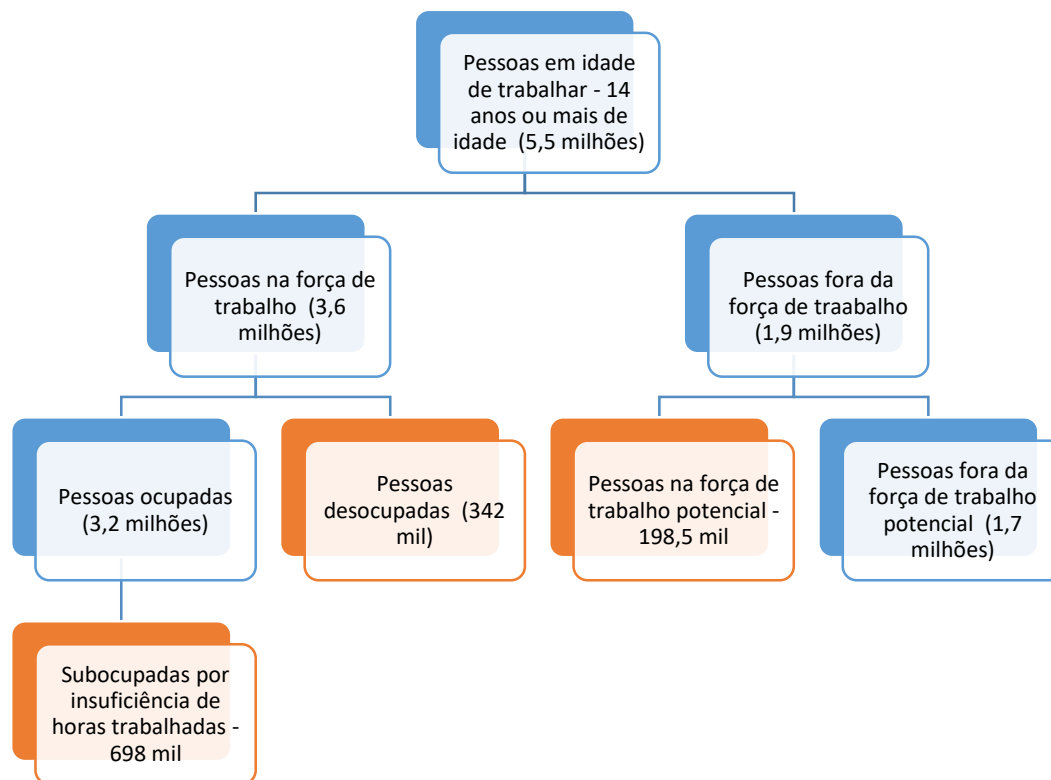 Pessoas em idade
de trabalhar - 14
anos ou mais de
idade (5,5 milhões)
Pessoas na força de
trabalho (3,6
milhões)
Pessoas fora da
força de traabalho
(1,9 milhões)
Pessoas ocupadas
(3,2 milhões)
Pessoas
desocupadas (342
mil)
Pessoas na força de
trabalho potencial -
198,5 mil
Pessoas fora da
força de trabalho
potencial (1,7
milhões)
Subocupadas por
insuficiência de
horas trabalhadas -
698 mil